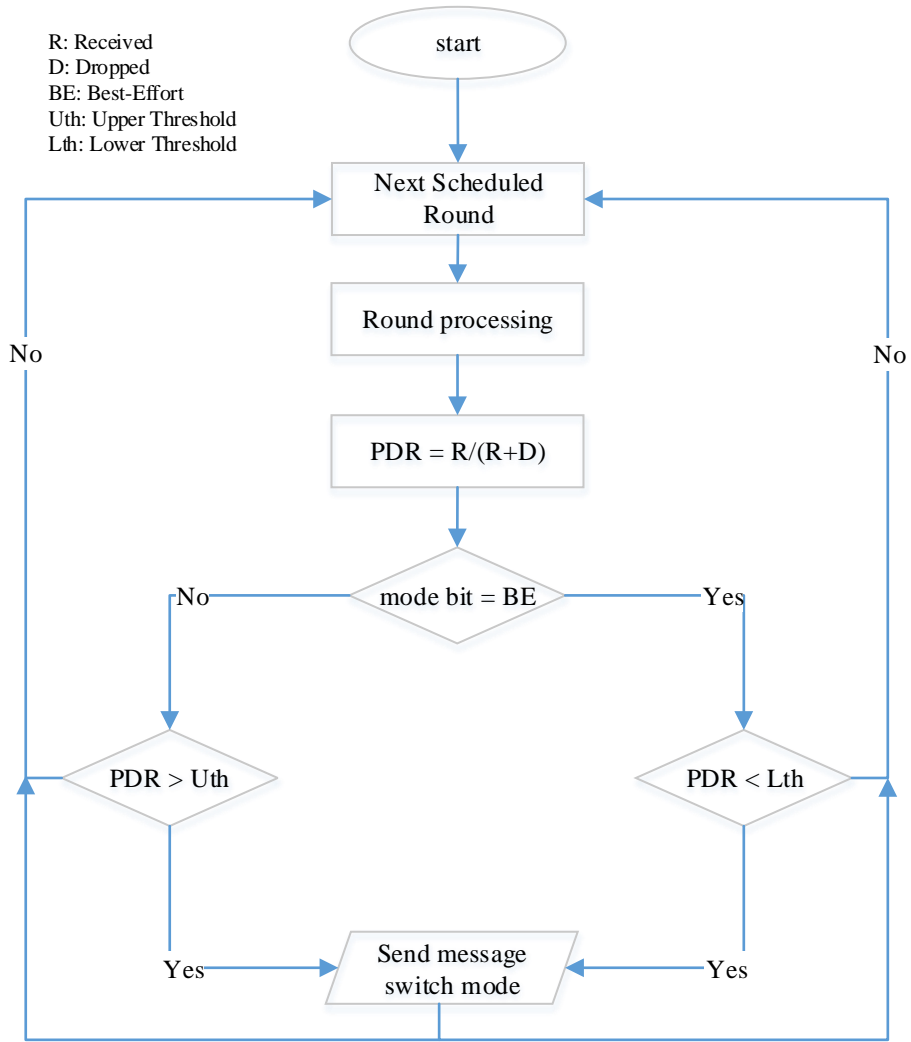 R: Received
D: Dropped
BE: Best-Effort
Uth: Upper Threshold
Lth: Lower Threshold
start
Next Scheduled
Round
Round processing
No
No
PDR = R/(R+D)
mode bit = BE
No
Yes
PDR > Uth
PDR < Lth
Send message
switch mode
Yes
Yes